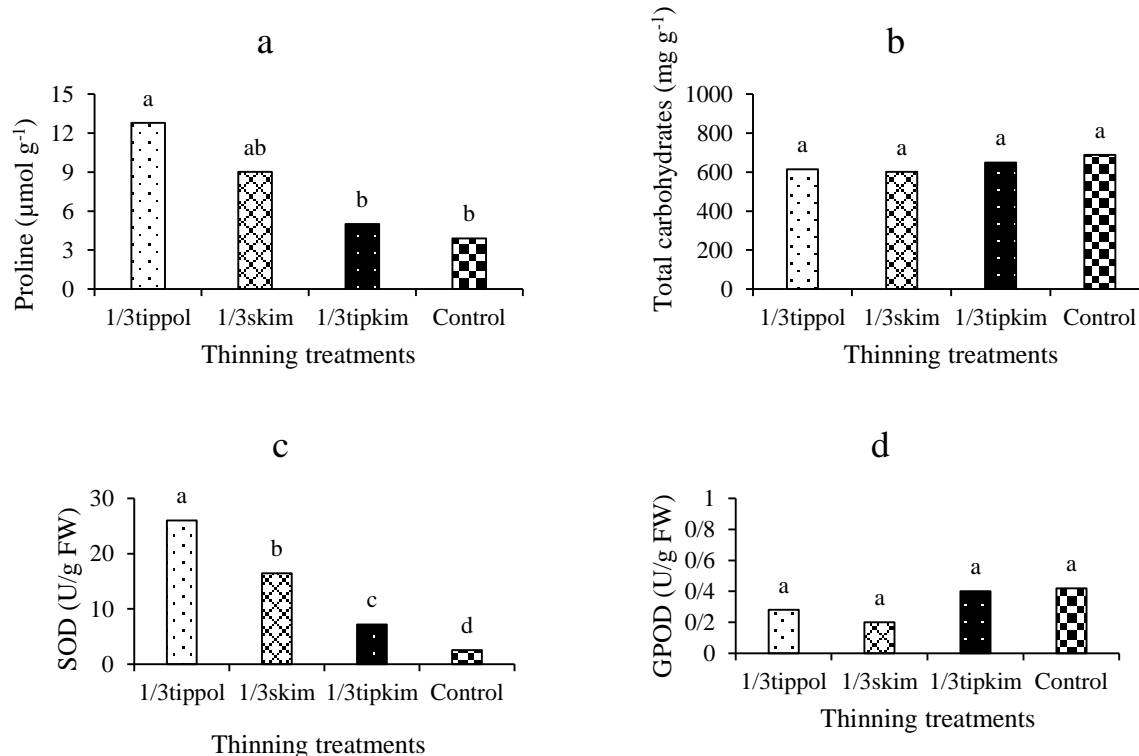 a
Proline (µmol g-1)
15
12
9
6
3
0
a
ab
b
b
1/3tippol 1/3skim 1/3tipkim Control
Thinning treatments
b
Total carbohydrates (mg g-1)
1000
800
600
400
200
0
a
a
a
a
1/3tippol 1/3skim 1/3tipkim Control
Thinning treatments
c
SOD (U/g FW)
30
20
10
0
a
b
c
d
1/3tippol 1/3skim 1/3tipkim Control
Thinning treatments
d
GPOD (U/g FW)
1
0/8
0/6
0/4
0/2
0
a
a
a
a
1/3tippol 1/3skim 1/3tipkim Control
Thinning treatments